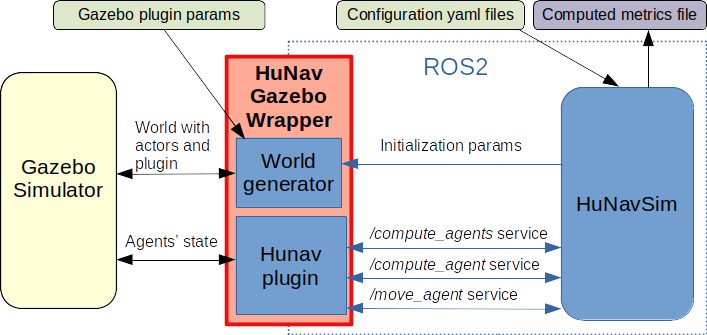 Gazebo plugin params
Configuration yaml files
Computed metrics file
HuNav
Gazebo
Wrapper
ROS2
World with
actors and
plugin
World
generator
Initialization params
Gazebo
Simulator
HuNavSim
Agents’ state
Hunav
plugin
/compute_agents service
/compute_agent service
/move_agent service